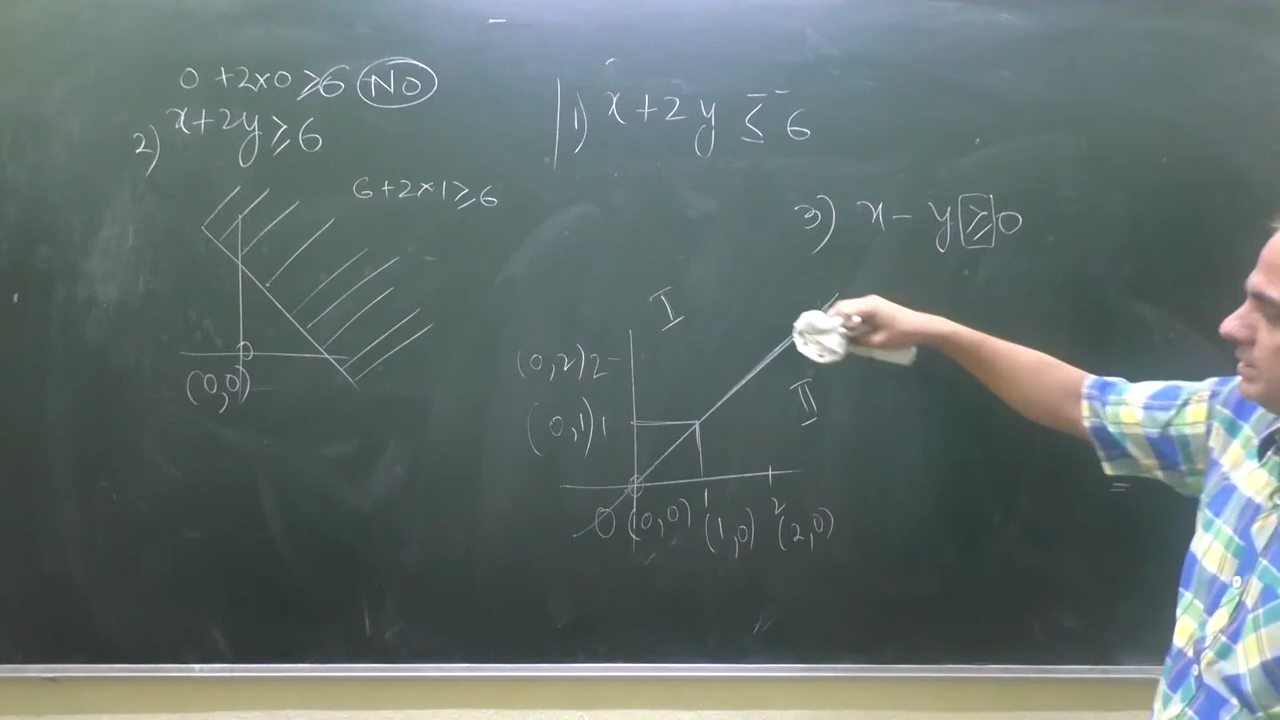 0 + 2×0 ≥ 6 NO
2) x + 2y ≥ 6
6 + 2×1 ≥ 6
(0,0)
1) x + 2y ≤ 6
3) x - y ≥ 0
I
II
(0,2) 2
(0,1) 1
O (0,0) 1 (1,0) 2 (2,0)